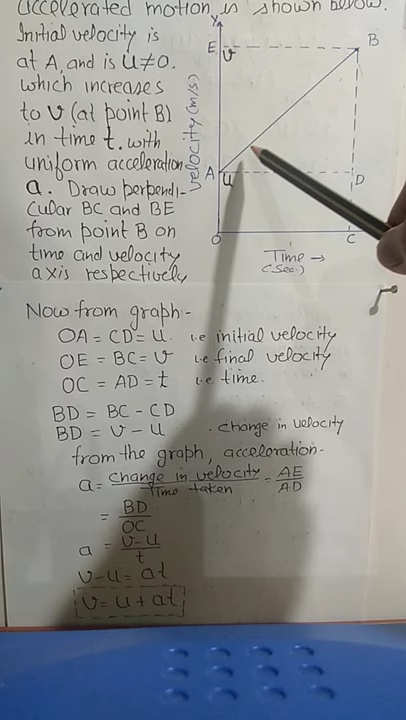 accelerated motion is shown below.
Initial velocity is
at A, and is u≠0.
which increases
to v (at point B)
in time t. with
uniform acceleration
a. Draw perpendi-
cular BC and BE
from point B on
time and velocity
axis respectively
Y
E
v
B
velocity (m/s)
A
u
D
O
C
Time →
(Sec.)
Now from graph -
OA = CD = u. i.e initial velocity
OE = BC = v i.e final velocity
OC = AD = t i.e time.
BD = BC - CD
BD = v - u . change in velocity
from the graph, acceleration-
a = change in velocity / Time taken = AE / AD
= BD / OC
a = v-u / t
v-u = at
v = u + at